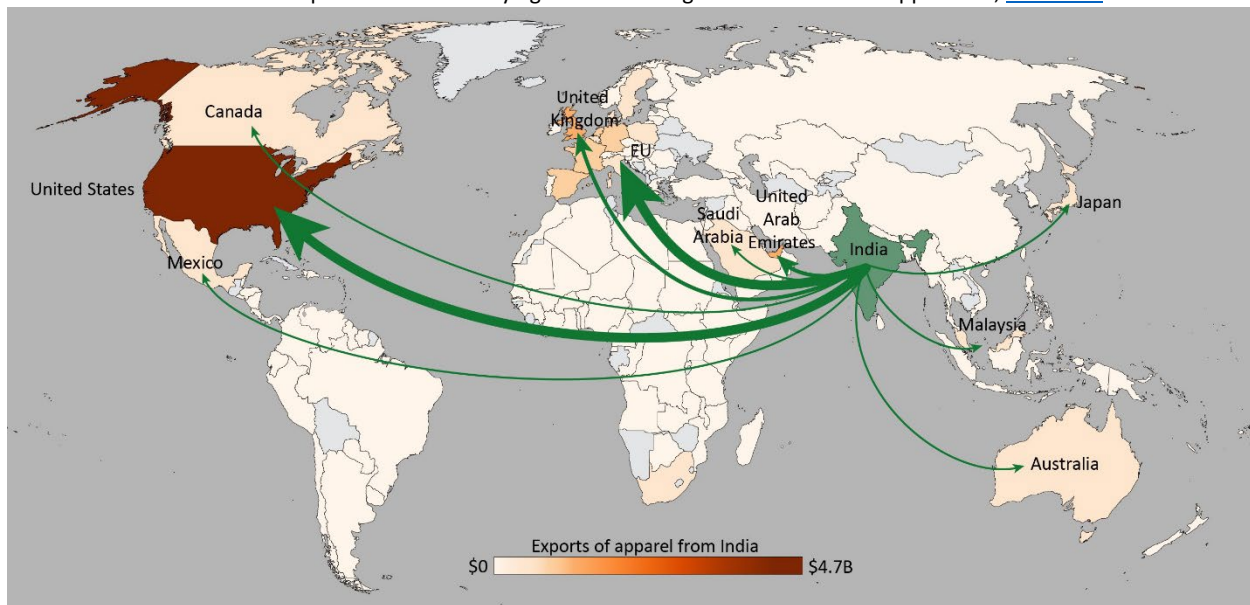 Canada
United
Kingdom
EU
United States
Mexico
Saudi
Arabia
United
Arab
Emirates
India
Japan
Malaysia
Australia
Exports of apparel from India
$0
$4.7B